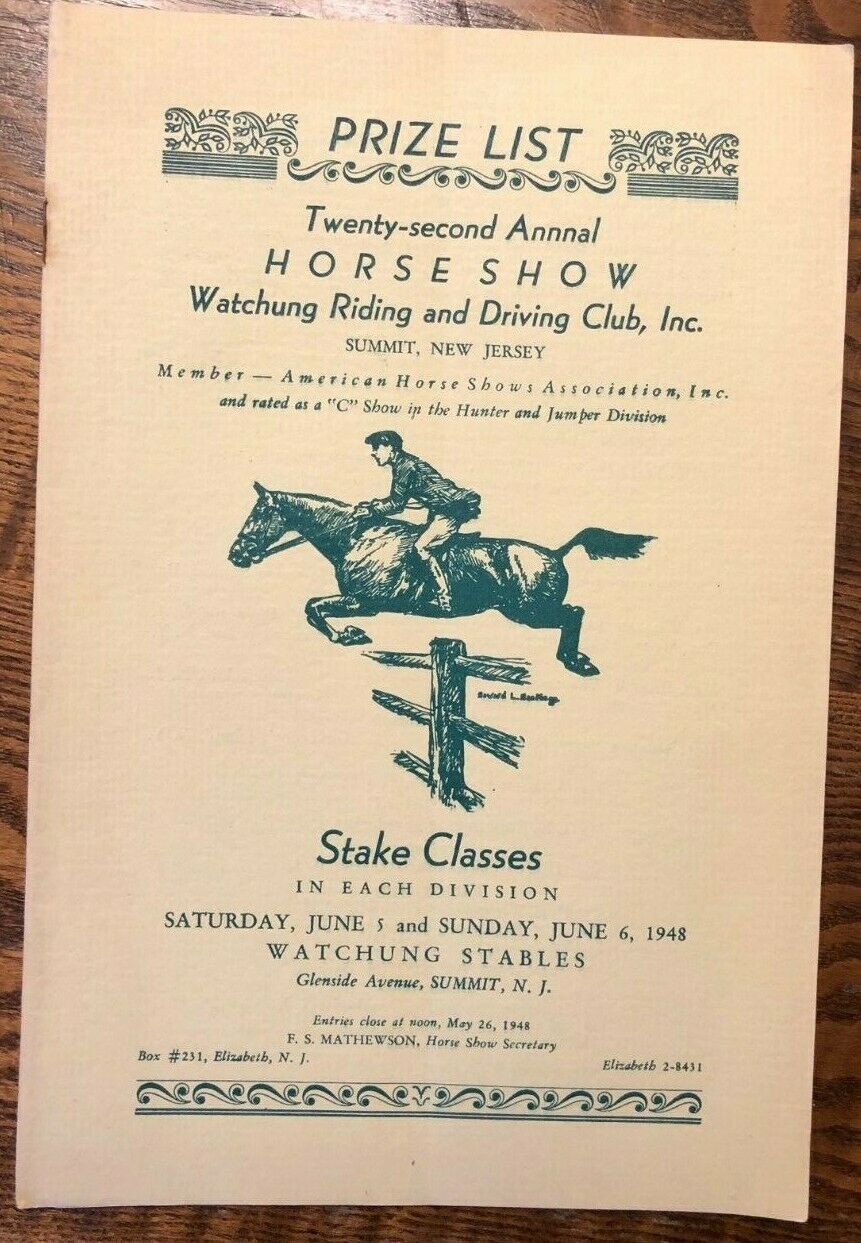 PRIZE LIST
Twenty-second Annnal
HORSE SHOW
Watchung Riding and Driving Club, Inc.
SUMMIT, NEW JERSEY
Member — American Horse Shows Association, Inc.
and rated as a "C" Show in the Hunter and Jumper Division
L.
Stake Classes
IN EACH DIVISION
SATURDAY, JUNE 5 and SUNDAY, JUNE 6, 1948
WATCHUNG STABLES
Glenside Avenue, SUMMIT, N. J.
Entries close at noon, May 26, 1948
F. S. MATHEWSON, Horse Show Secretary
Box #231, Elizabeth, N. J.
Elizabeth 2-8431